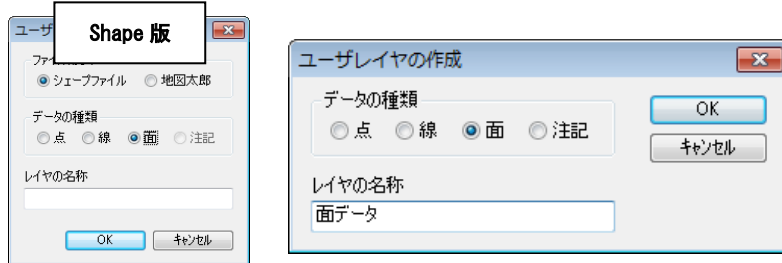 ユーザ
Shape 版
シェープファイル 地図太郎
データの種類
点 線 面 注記
レイヤの名称
OK キャンセル
ユーザレイヤの作成
データの種類
点 線 面 注記
OK
キャンセル
レイヤの名称
面データ